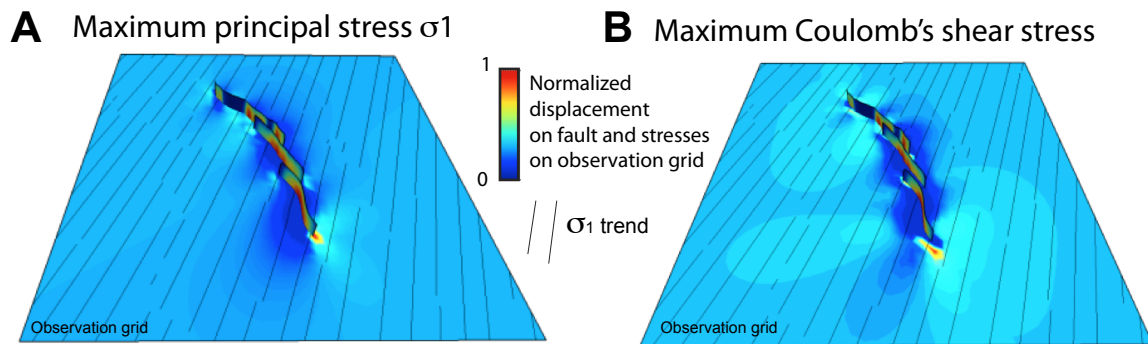 A Maximum principal stress σ1
B Maximum Coulomb's shear stress
1
Normalized
displacement
on fault and stresses
on observation grid
0
σ1 trend
Observation grid
Observation grid